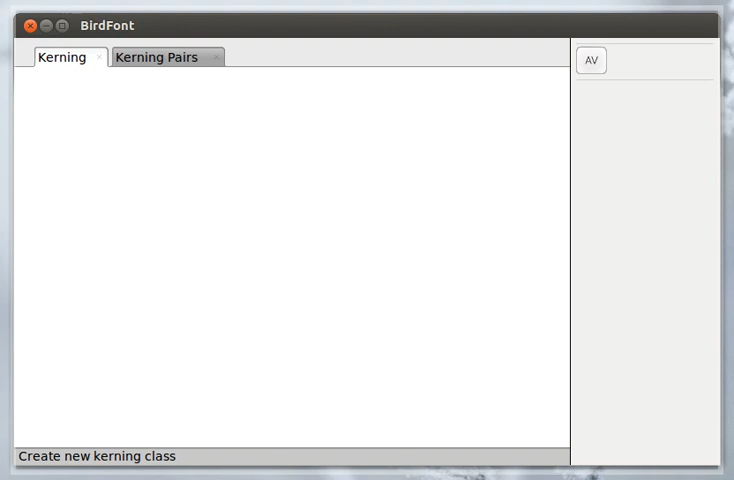 BirdFont
Kerning
Kerning Pairs
AV
Create new kerning class